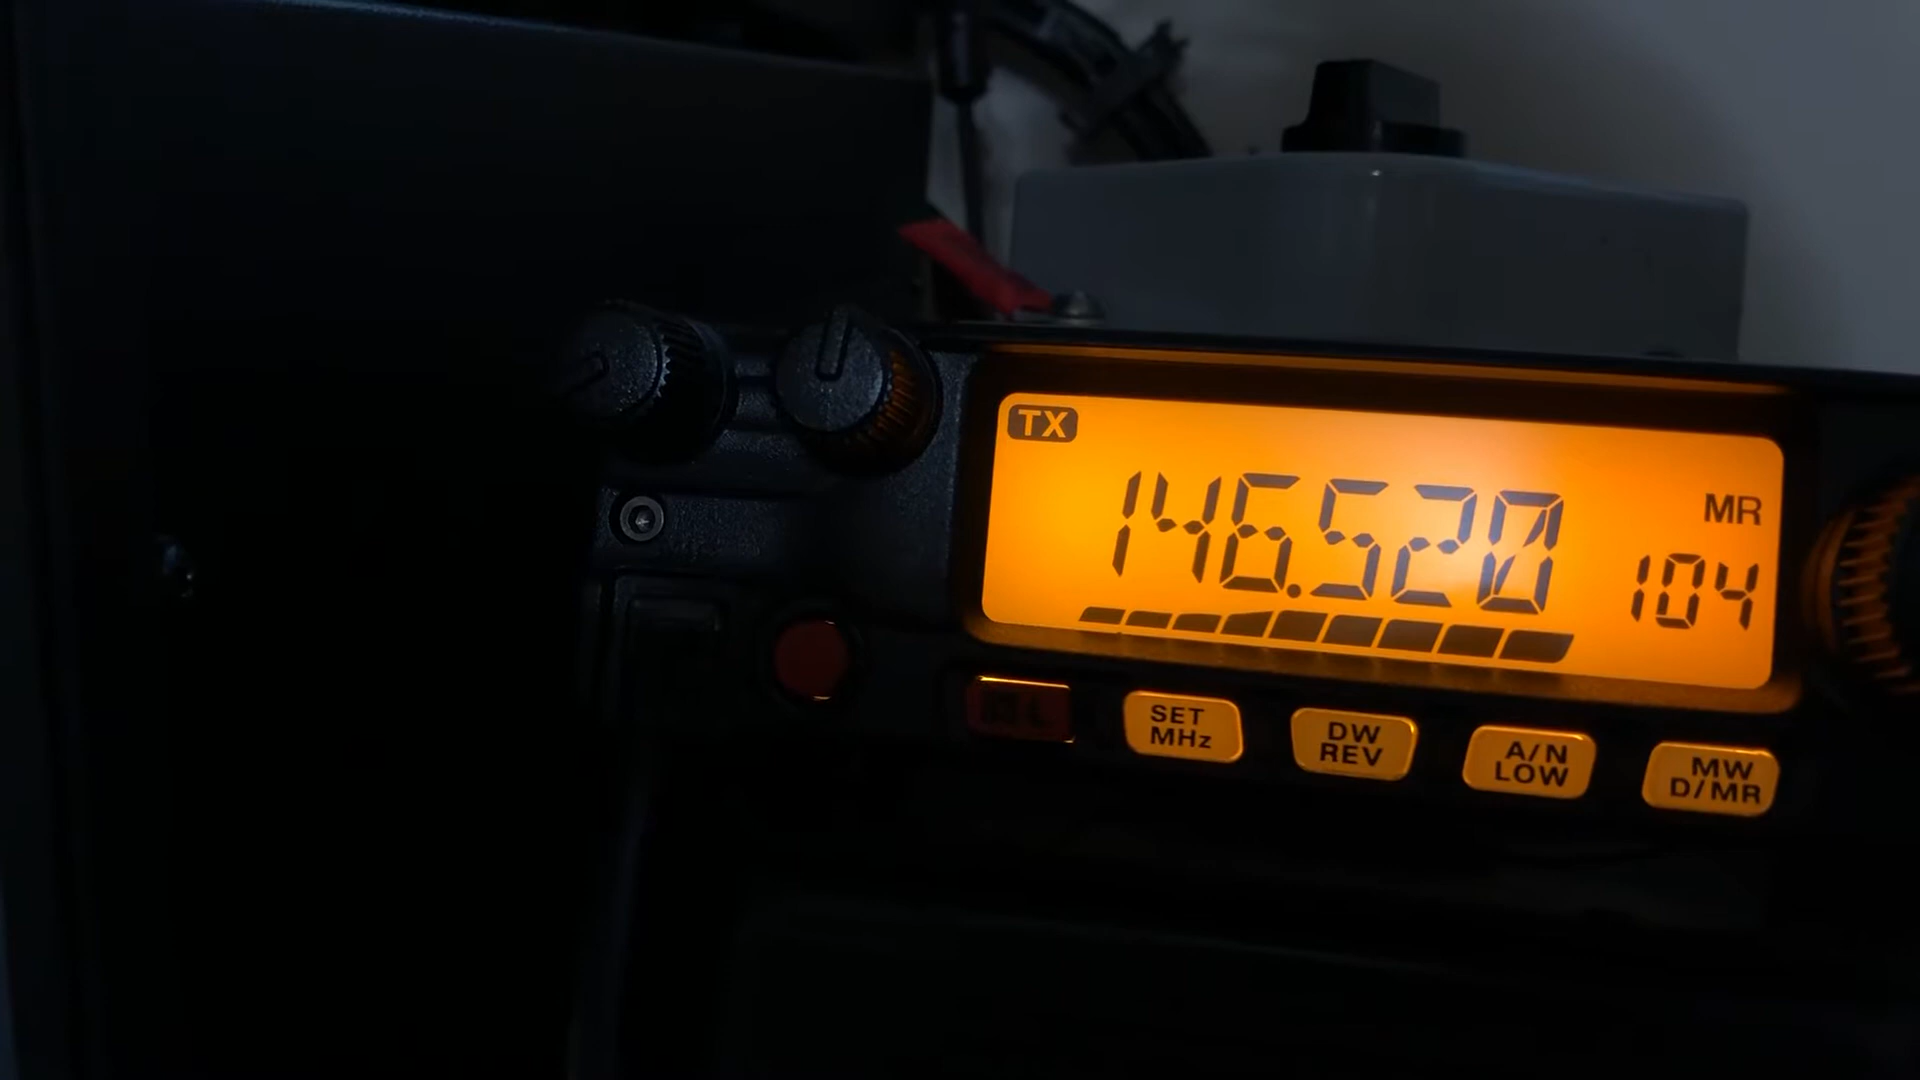 TX
146.520
MR
104
SET
MHz
DW
REV
A/N
LOW
MW
D/MR